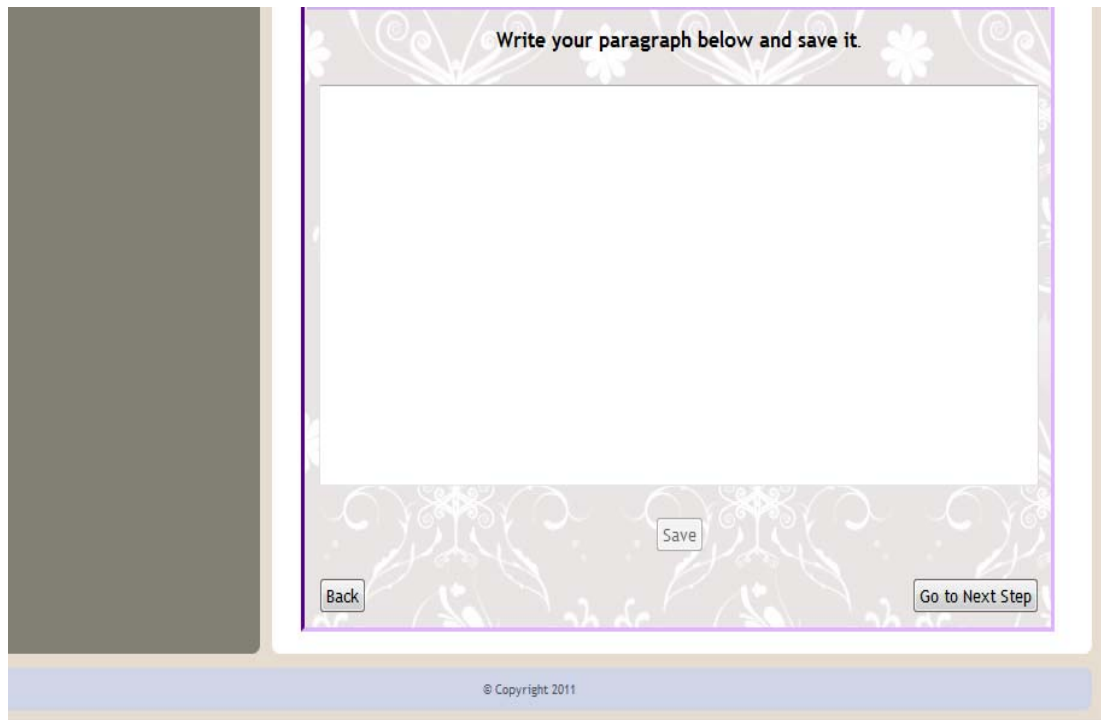 Write your paragraph below and save it.
Save
Back
Go to Next Step
© Copyright 2011